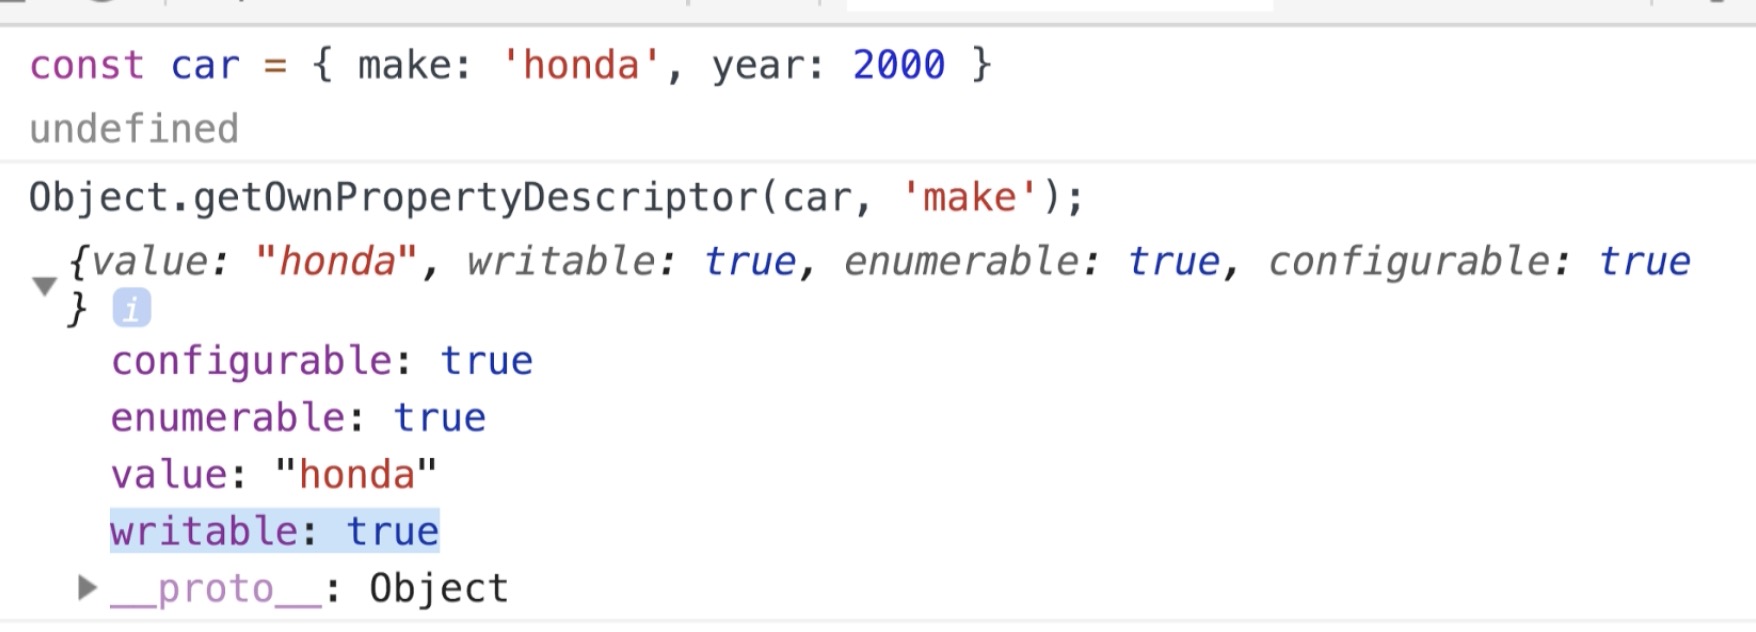 const car = { make: 'honda', year: 2000 }
undefined
Object.getOwnPropertyDescriptor(car, 'make');
{value: "honda", writable: true, enumerable: true, configurable: true
} i
configurable: true
enumerable: true
value: "honda"
writable: true
__proto__: Object